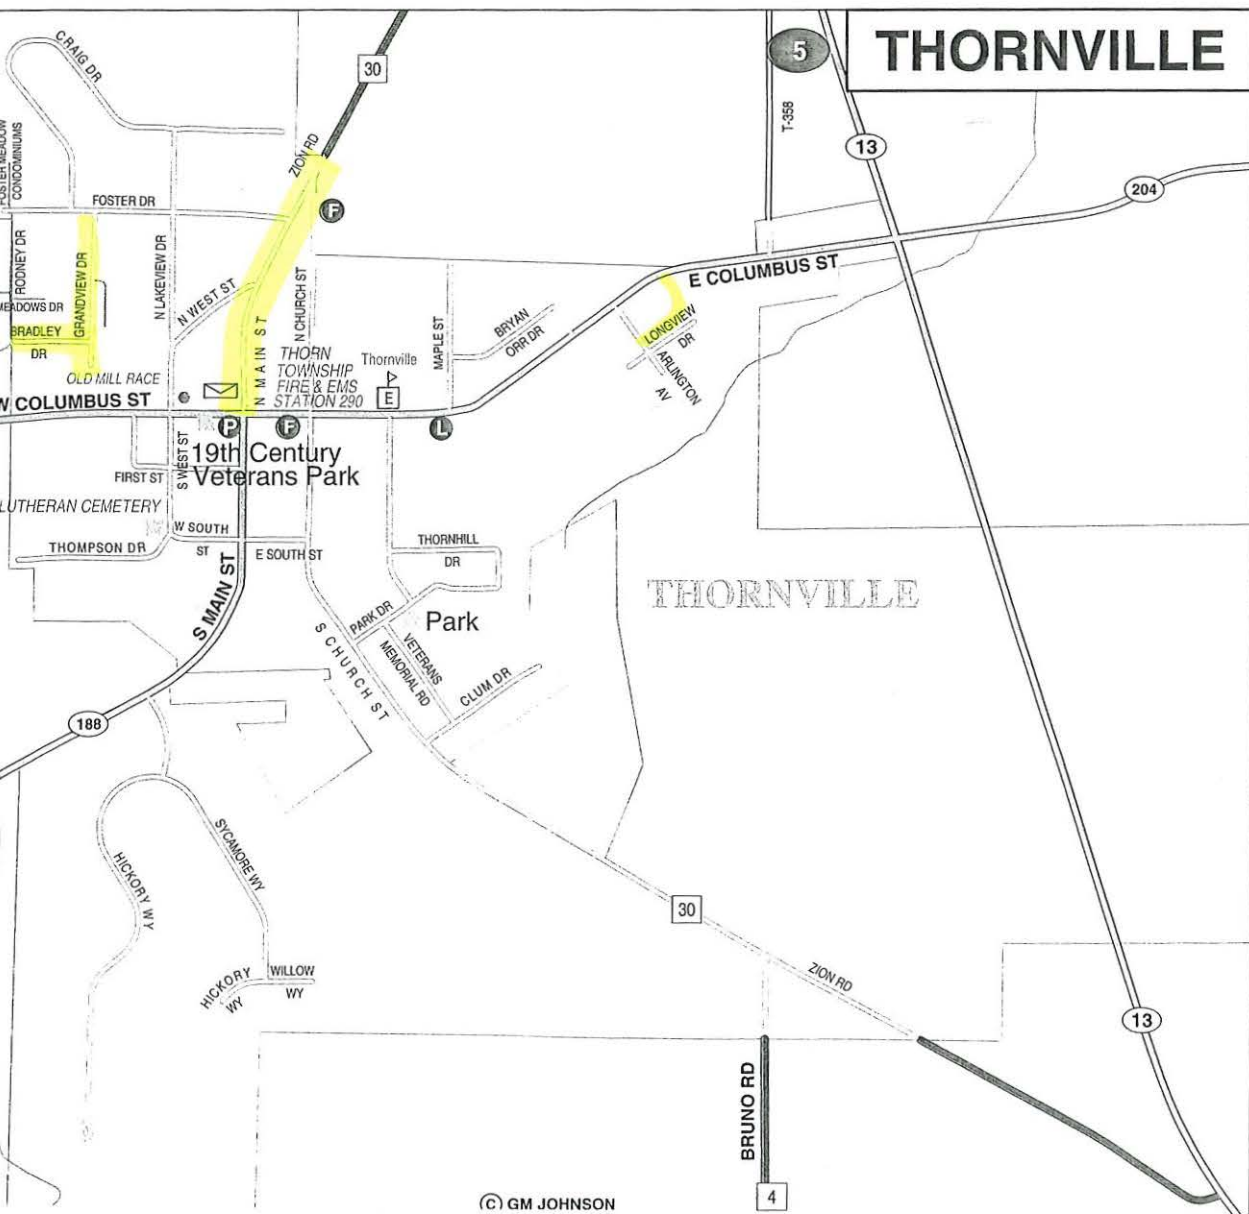 THORNVILLE
5
CRAIG DR
30
ZION RD
T-358
13
204
FOSTER MEADOW
CONDOMINIUMS
FOSTER DR
F
RODNEY DR
GRANDVIEW DR
N LAKEVIEW DR
N WEST ST
N MAIN ST
N CHURCH ST
MEADOWS DR
BRADLEY
DR
OLD MILL RACE
THORN
TOWNSHIP
FIRE & EMS
STATION 290
Thornville
E
MAPLE ST
BRYAN
ORR DR
E COLUMBUS ST
LONGVIEW
DR
ARLINGTON
AV
W COLUMBUS ST
P
F
L
19th Century
Veterans Park
FIRST ST
S WEST ST
LUTHERAN CEMETERY
W SOUTH
ST
E SOUTH ST
THOMPSON DR
S MAIN ST
THORNHILL
DR
THORNVILLE
PARK DR
Park
VETERANS
MEMORIAL RD
S CHURCH ST
CLUM DR
188
SYCAMORE WY
HICKORY WY
HICKORY
WY
WILLOW
WY
30
ZION RD
13
BRUNO RD
4
© GM JOHNSON